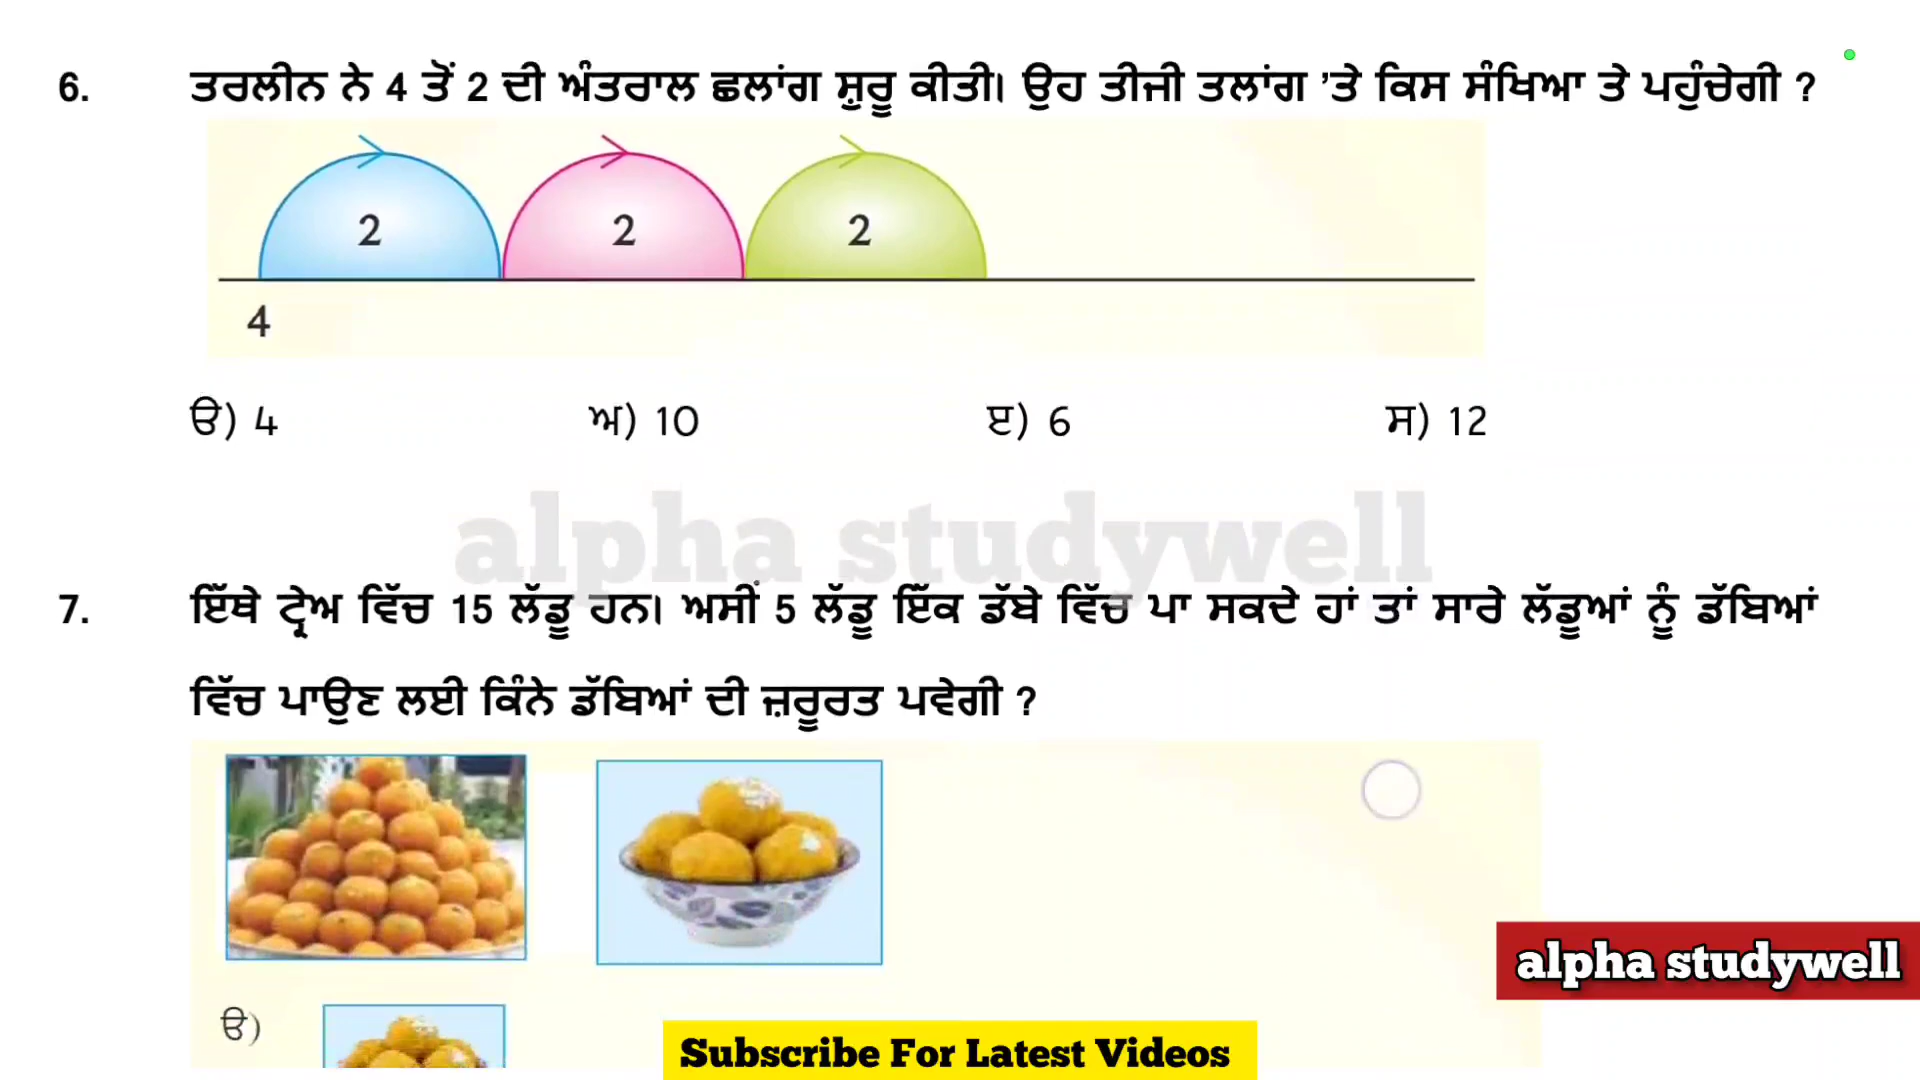 6. ਤਰਲੀਨ ਨੇ 4 ਤੋਂ 2 ਦੀ ਅੰਤਰਾਲ ਛਲਾਂਗ ਸ਼ੁਰੂ ਕੀਤੀ। ਉਹ ਤੀਜੀ ਤਲਾਂਗ ’ਤੇ ਕਿਸ ਸੰਖਿਆ ਤੇ ਪਹੁੰਚੇਗੀ ?
2 2 2
4
ੳ) 4 ਅ) 10 ੲ) 6 ਸ) 12
alpha studywell
7. ਇੱਥੇ ਟ੍ਰੇਅ ਵਿੱਚ 15 ਲੱਡੂ ਹਨ। ਅਸੀਂ 5 ਲੱਡੂ ਇੱਕ ਡੱਬੇ ਵਿੱਚ ਪਾ ਸਕਦੇ ਹਾਂ ਤਾਂ ਸਾਰੇ ਲੱਡੂਆਂ ਨੂੰ ਡੱਬਿਆਂ
ਵਿੱਚ ਪਾਉਣ ਲਈ ਕਿੰਨੇ ਡੱਬਿਆਂ ਦੀ ਜ਼ਰੂਰਤ ਪਵੇਗੀ ?
alpha studywell
ੳ)
Subscribe For Latest Videos